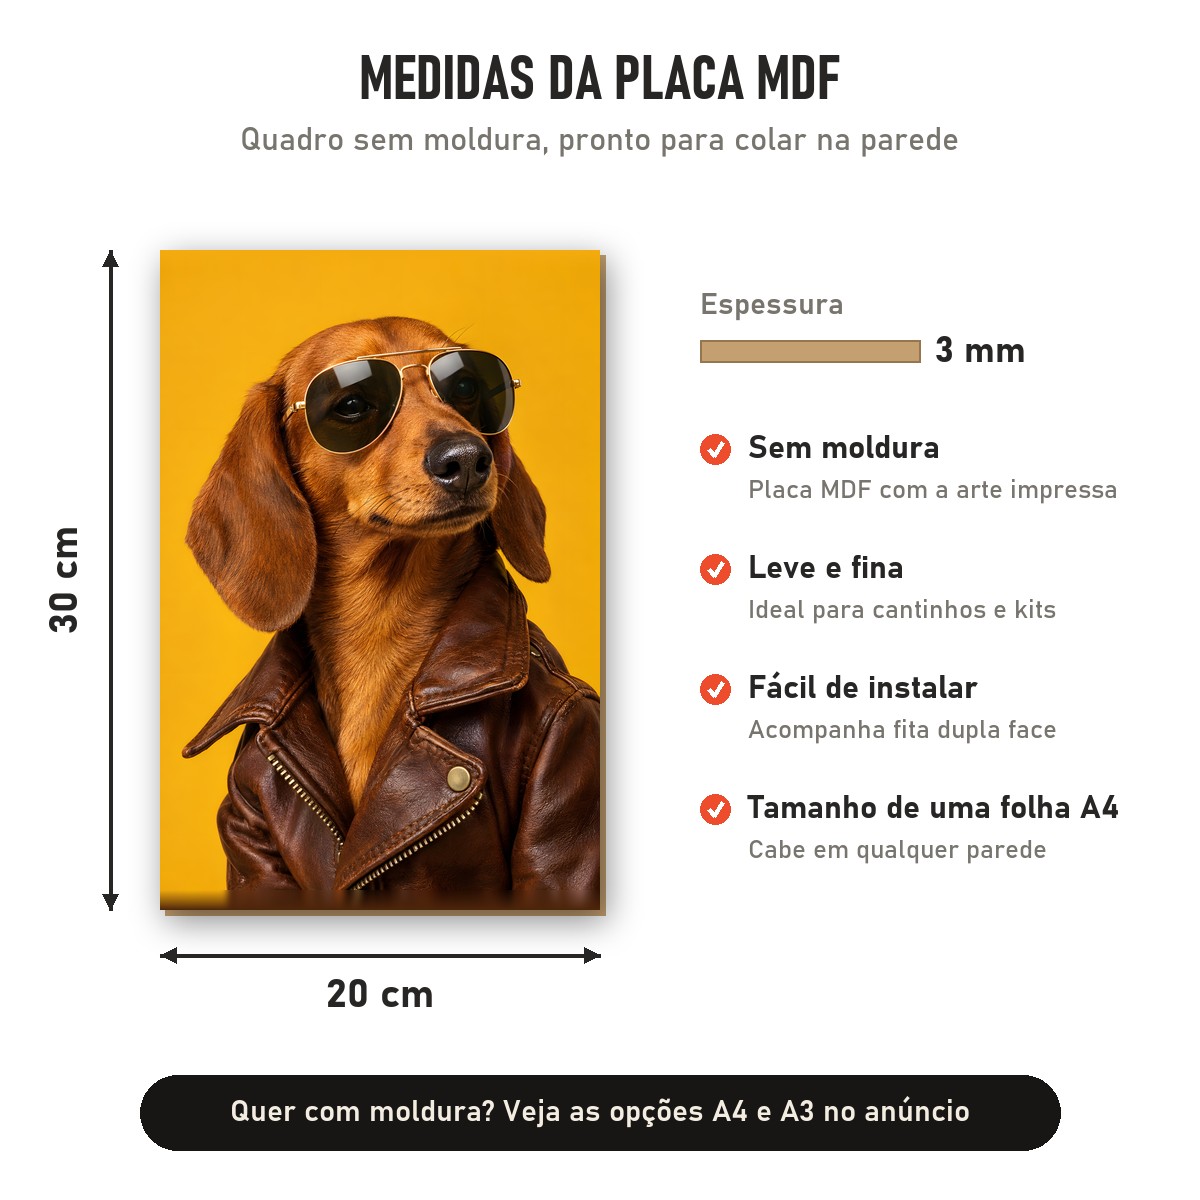 MEDIDAS DA PLACA MDF
Quadro sem moldura, pronto para colar na parede
30 cm
20 cm
Espessura
3 mm
Sem moldura
Placa MDF com a arte impressa
Leve e fina
Ideal para cantinhos e kits
Fácil de instalar
Acompanha fita dupla face
Tamanho de uma folha A4
Cabe em qualquer parede
Quer com moldura? Veja as opções A4 e A3 no anúncio